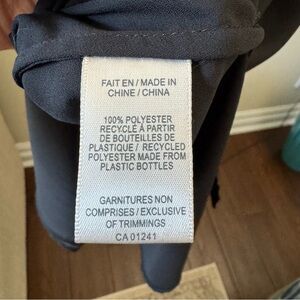 FAIT EN / MADE IN
CHINE / CHINA
100% POLYESTER
RECYCLÉ À PARTIR
DE BOUTEILLES DE
PLASTIQUE / RECYCLED
POLYESTER MADE FROM
PLASTIC BOTTLES
GARNITURES NON
COMPRISES / EXCLUSIVE
OF TRIMMINGS
CA 01241